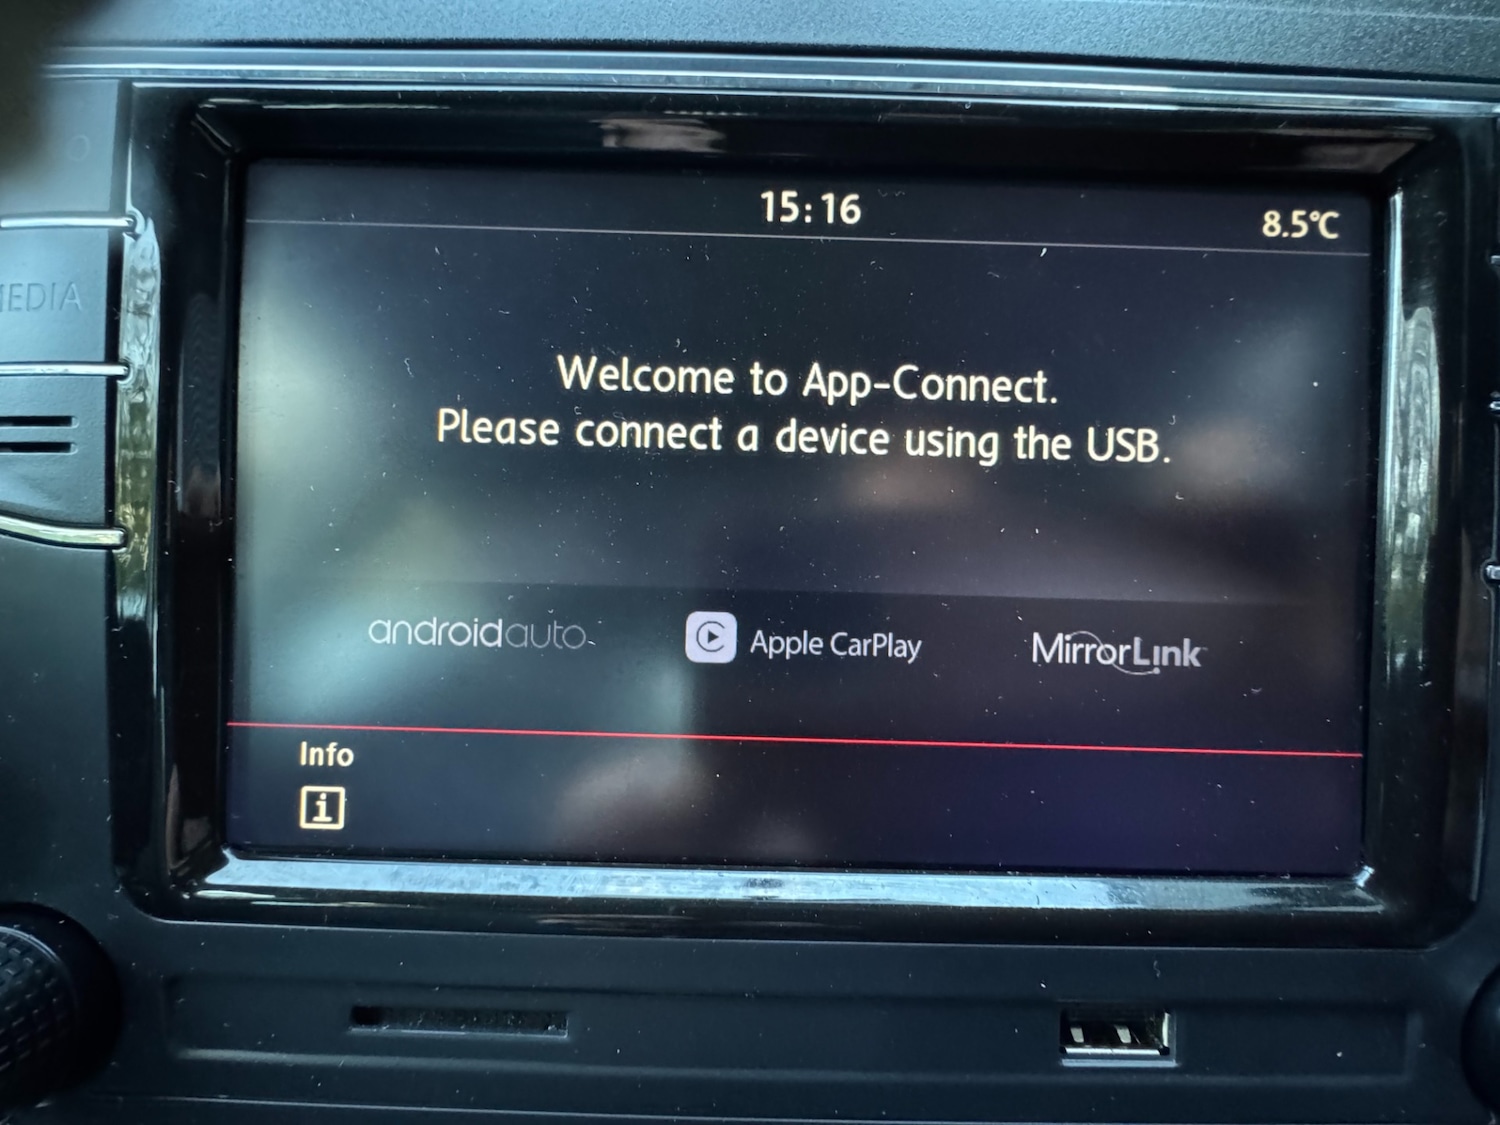 15:16
8.5°C
MEDIA
Welcome to App-Connect.
Please connect a device using the USB.
androidauto
Apple CarPlay
MirrorLink
Info
i